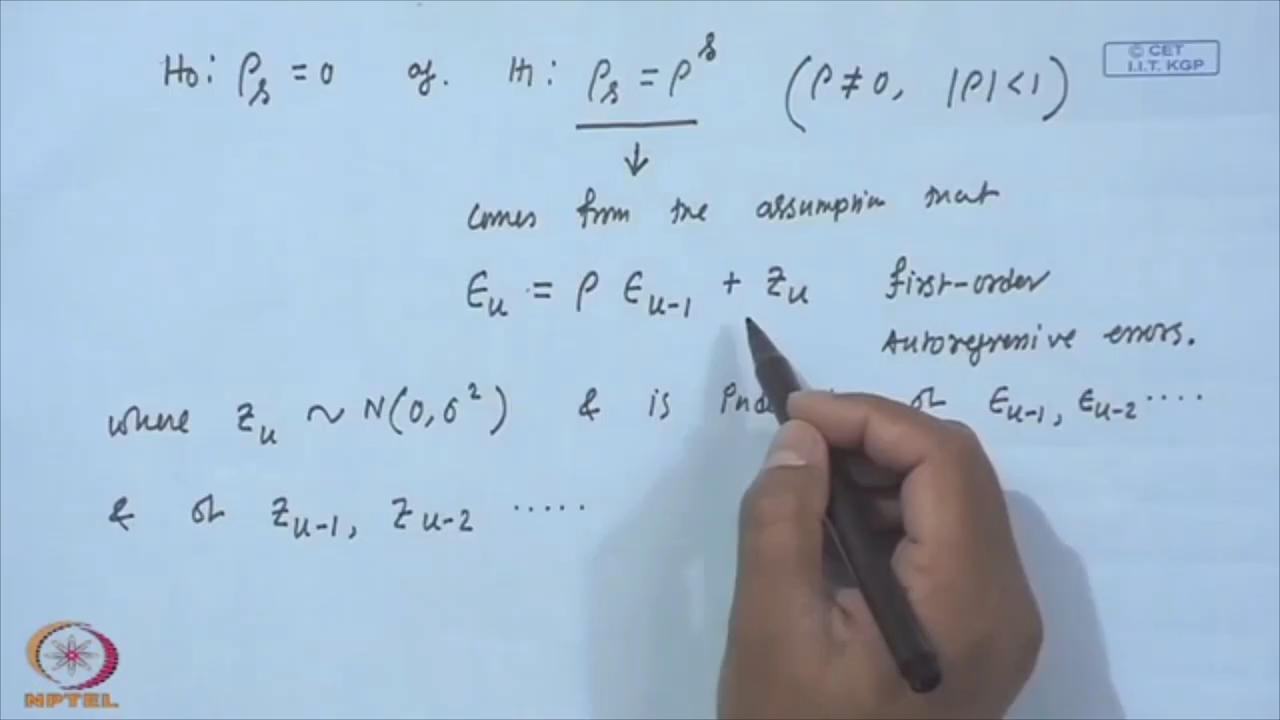 H₀: ρₛ = 0 ag. H₁: ρₛ = ρˢ (ρ ≠ 0, |ρ| < 1)
© CET
I.I.T. KGP
↓
comes from the assumption that
ϵᵤ = ρ ϵᵤ₋₁ + Zᵤ first-order
Autoregressive errors.
where Zᵤ ~ N(0, σ²) & is of ϵᵤ₋₁, ϵᵤ₋₂ ....
& of Zᵤ₋₁, Zᵤ₋₂ .....
NPTEL